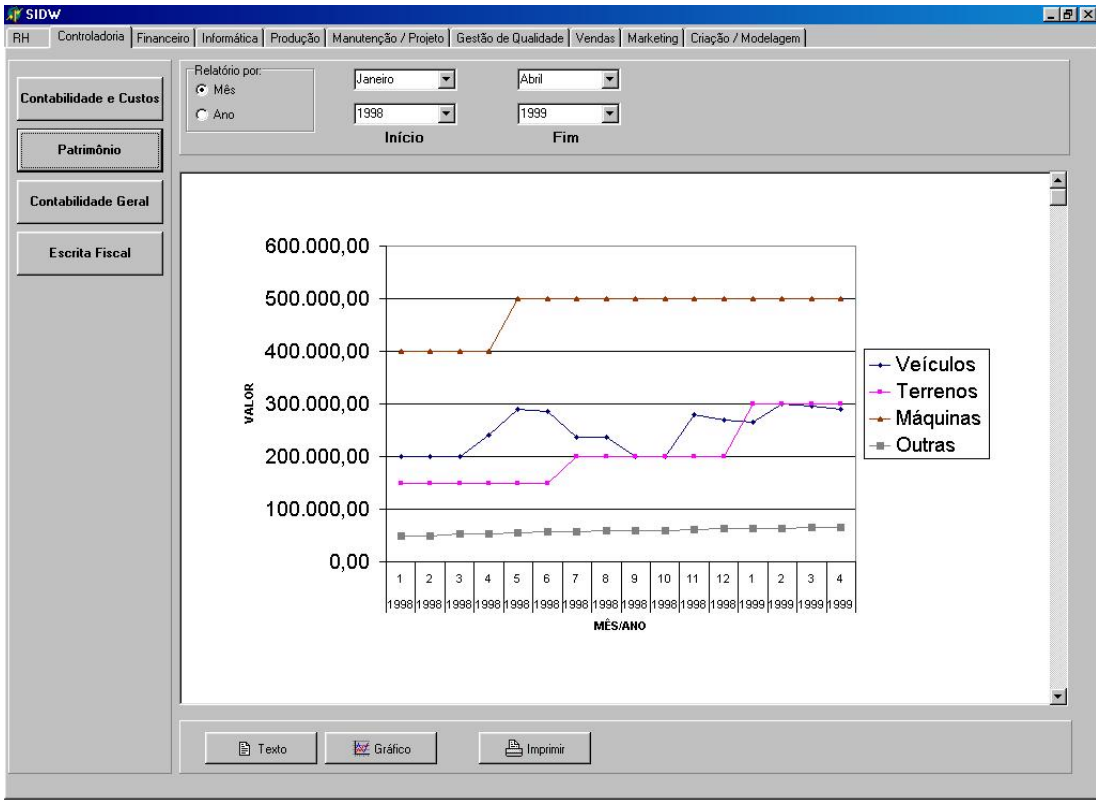 SIDW
RH Controladoria Financeiro Informática Produção Manutenção / Projeto Gestão de Qualidade Vendas Marketing Criação / Modelagem
Contabilidade e Custos
Patrimônio
Contabilidade Geral
Escrita Fiscal
Relatório por:
Mês
Ano
Janeiro Abril
1998 1999
Início Fim
600.000,00
500.000,00
400.000,00
300.000,00
200.000,00
100.000,00
0,00
VALOR
1 2 3 4 5 6 7 8 9 10 11 12 1 2 3 4
1998 1998 1998 1998 1998 1998 1998 1998 1998 1998 1998 1998 1999 1999 1999 1999
MÊS/ANO
Veículos
Terrenos
Máquinas
Outras
Texto Gráfico Imprimir